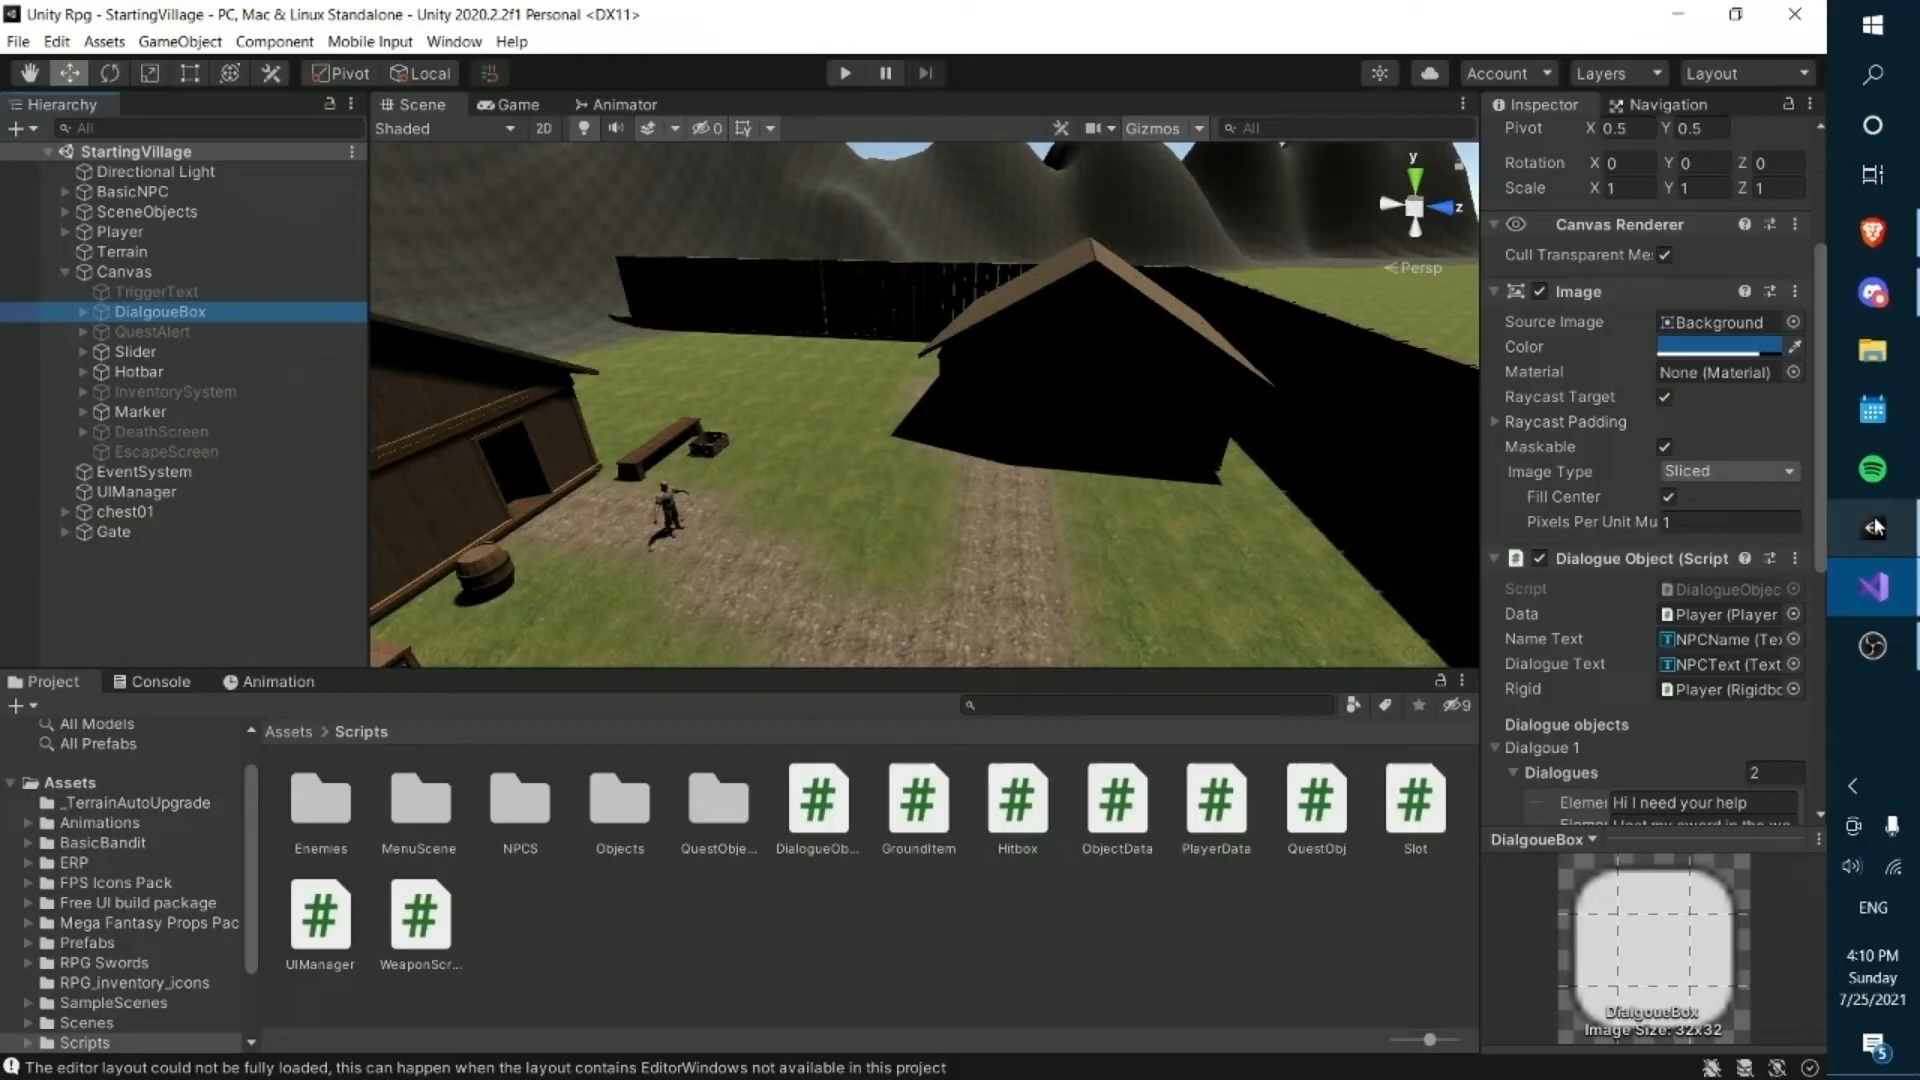 Unity Rpg - StartingVillage - PC, Mac & Linux Standalone - Unity 2020.2.2f1 Personal <DX11>
File Edit Assets GameObject Component Mobile Input Window Help
Pivot Local
Account Layers Layout
Hierarchy
All
StartingVillage
Directional Light
BasicNPC
SceneObjects
Player
Terrain
Canvas
TriggerText
DialgoueBox
QuestAlert
Slider
Hotbar
InventorySystem
Marker
DeathScreen
EscapeScreen
EventSystem
UIManager
chest01
Gate
Scene Game Animator
Shaded 2D 0 Gizmos All
y
z
Persp
Inspector Navigation
Pivot X 0.5 Y 0.5
Rotation X 0 Y 0 Z 0
Scale X 1 Y 1 Z 1
Canvas Renderer
Cull Transparent Me:
Image
Source Image Background
Color
Material None (Material)
Raycast Target
Raycast Padding
Maskable
Image Type Sliced
Fill Center
Pixels Per Unit Mu 1
Dialogue Object (Script
Script DialogueObjec
Data Player (Player
Name Text NPCName (Te
Dialogue Text NPCText (Text
Rigid Player (Rigidbo
Dialogue objects
Dialgoue 1
Dialogues 2
Elemei Hi I need your help
DialgoueBox
DialgoueBox
Image Size: 32x32
Project Console Animation
9
All Models
All Prefabs
Assets
_TerrainAutoUpgrade
Animations
BasicBandit
ERP
FPS Icons Pack
Free UI build package
Mega Fantasy Props Pac
Prefabs
RPG Swords
RPG_inventory_icons
SampleScenes
Scenes
Scripts
Assets > Scripts
Enemies MenuScene NPCS Objects QuestObje... DialogueOb... GroundItem Hitbox ObjectData PlayerData QuestObj Slot
UIManager WeaponScr...
The editor layout could not be fully loaded, this can happen when the layout contains EditorWindows not available in this project
ENG
4:10 PM
Sunday
7/25/2021
5